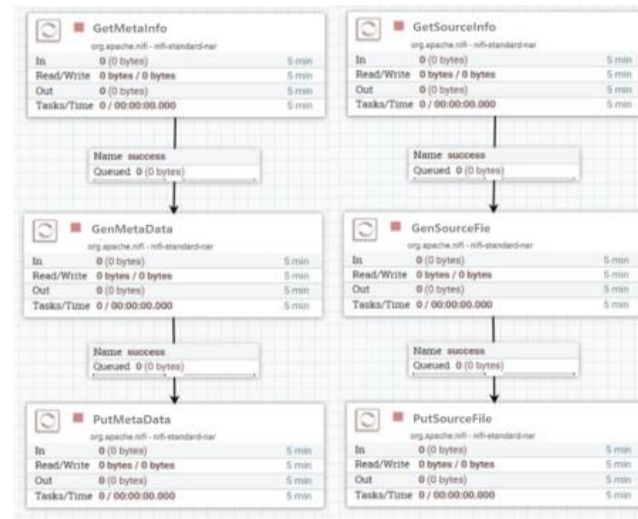 GetMetaInfo
org.apache.nifi - nifi-standard-nar
In 0 (0 bytes) 5 min
Read/Write 0 bytes / 0 bytes 5 min
Out 0 (0 bytes) 5 min
Tasks/Time 0 / 00:00:00.000 5 min
Name success
Queued 0 (0 bytes)
GenMetaData
org.apache.nifi - nifi-standard-nar
In 0 (0 bytes) 5 min
Read/Write 0 bytes / 0 bytes 5 min
Out 0 (0 bytes) 5 min
Tasks/Time 0 / 00:00:00.000 5 min
Name success
Queued 0 (0 bytes)
PutMetaData
org.apache.nifi - nifi-standard-nar
In 0 (0 bytes) 5 min
Read/Write 0 bytes / 0 bytes 5 min
Out 0 (0 bytes) 5 min
Tasks/Time 0 / 00:00:00.000 5 min
GetSourceInfo
org.apache.nifi - nifi-standard-nar
In 0 (0 bytes) 5 min
Read/Write 0 bytes / 0 bytes 5 min
Out 0 (0 bytes) 5 min
Tasks/Time 0 / 00:00:00.000 5 min
Name success
Queued 0 (0 bytes)
GenSourceFie
org.apache.nifi - nifi-standard-nar
In 0 (0 bytes) 5 min
Read/Write 0 bytes / 0 bytes 5 min
Out 0 (0 bytes) 5 min
Tasks/Time 0 / 00:00:00.000 5 min
Name success
Queued 0 (0 bytes)
PutSourceFile
org.apache.nifi - nifi-standard-nar
In 0 (0 bytes) 5 min
Read/Write 0 bytes / 0 bytes 5 min
Out 0 (0 bytes) 5 min
Tasks/Time 0 / 00:00:00.000 5 min